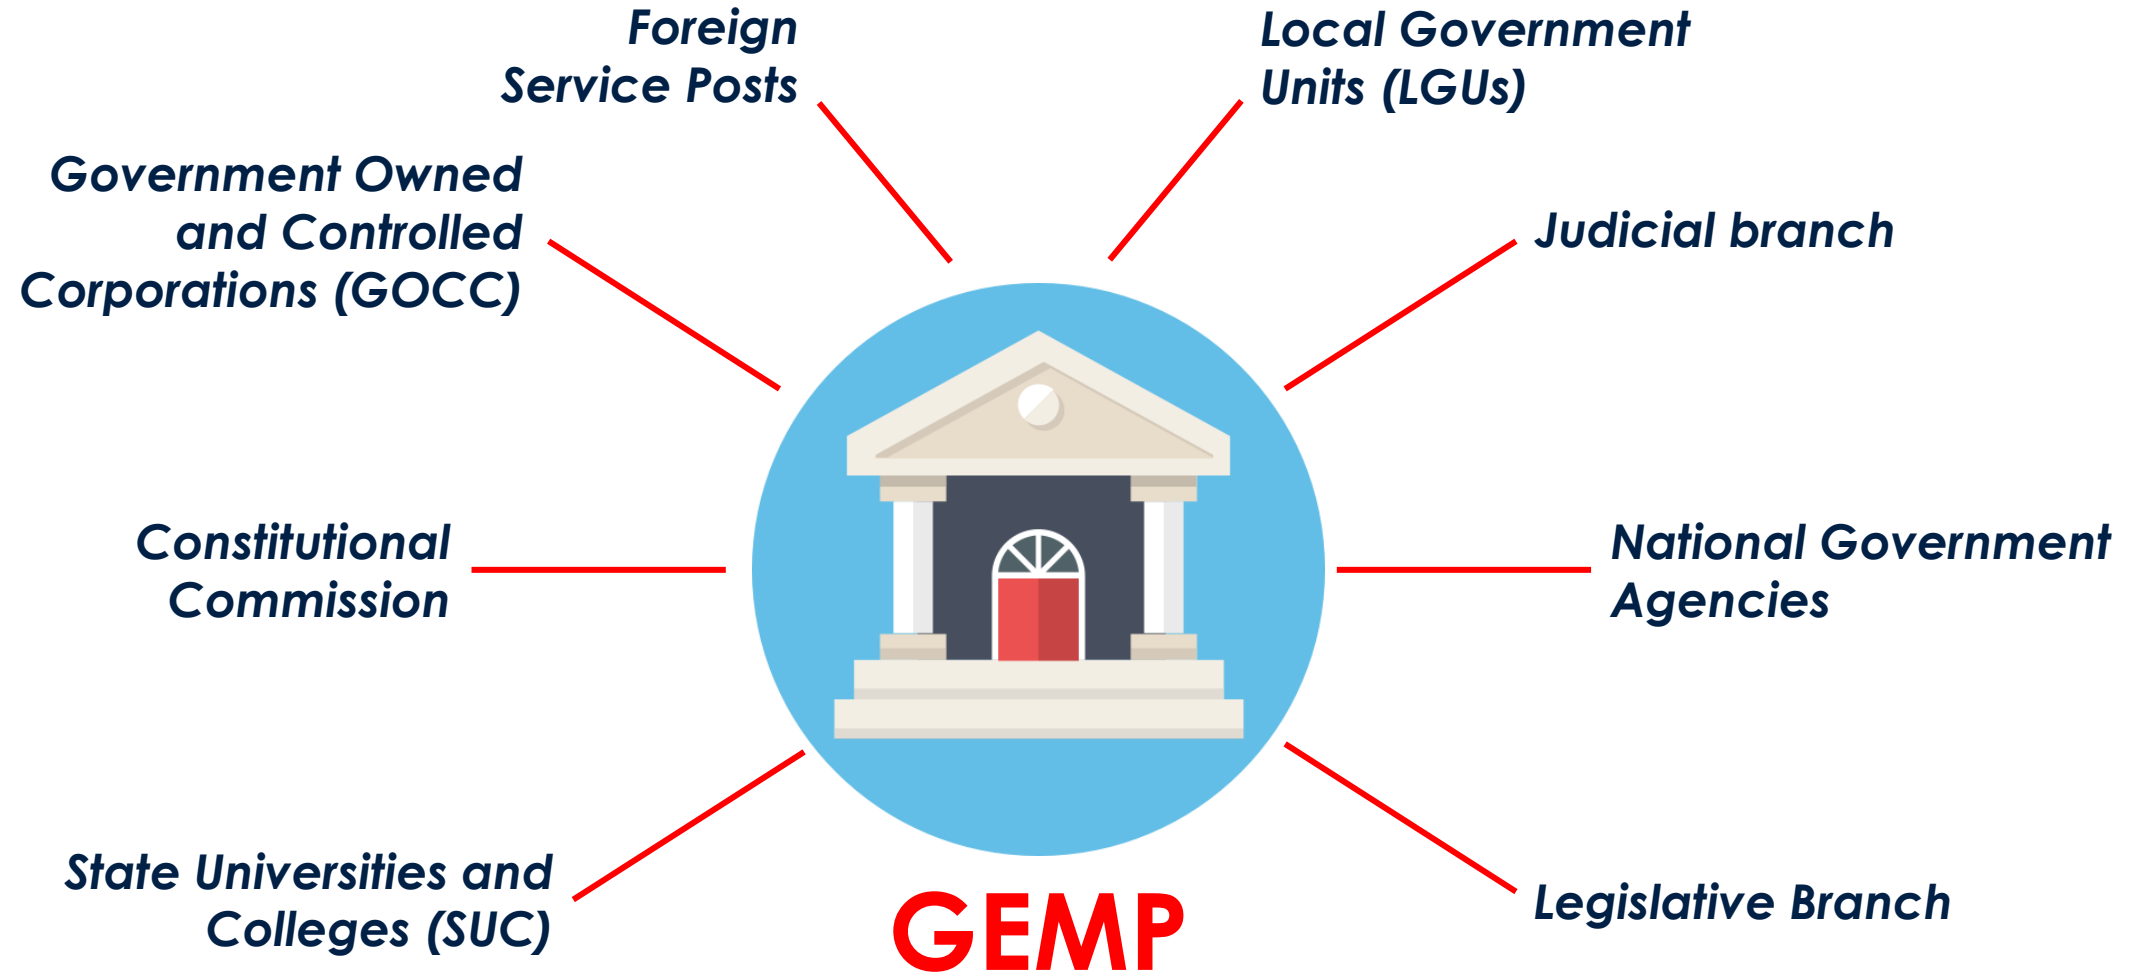 Foreign
Service Posts
Local Government
Units (LGUs)
Government Owned
and Controlled
Corporations (GOCC)
Judicial branch
Constitutional
Commission
National Government
Agencies
State Universities and
Colleges (SUC)
Legislative Branch
GEMP